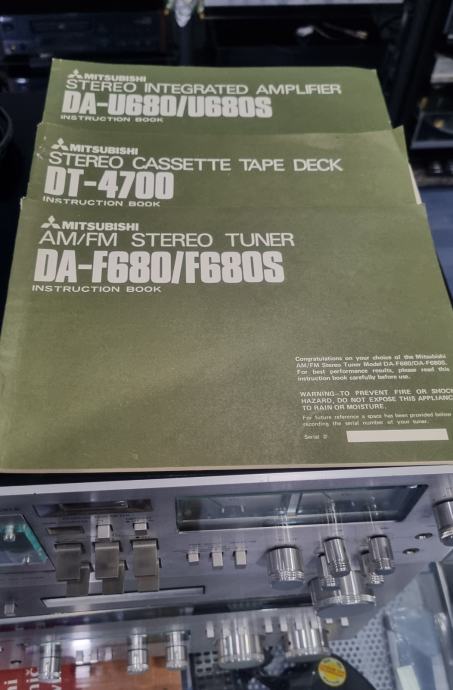 MITSUBISHI
STEREO INTEGRATED AMPLIFIER
DA-U680/U680S
INSTRUCTION BOOK
MITSUBISHI
STEREO CASSETTE TAPE DECK
DT-4700
INSTRUCTION BOOK
MITSUBISHI
AM/FM STEREO TUNER
DA-F680/F680S
INSTRUCTION BOOK
Congratulations on your choice of the Mitsubishi
AM/FM Stereo Tuner Model DA-F680/DA-F680S.
For best performance results, please read this
instruction book carefully before use.
WARNING—TO PREVENT FIRE OR SHOCK
HAZARD, DO NOT EXPOSE THIS APPLIANC
TO RAIN OR MOISTURE.
For future reference a space has been provided below
recording the serial number of your tuner.
Serial #